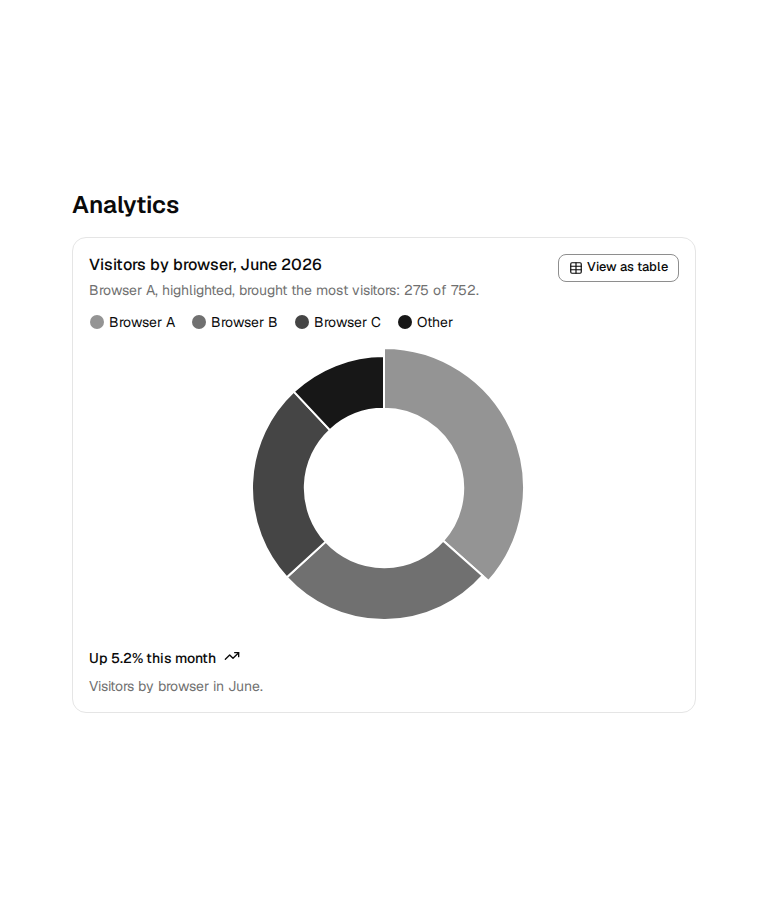 Analytics
Visitors by browser, June 2026
View as table
Browser A, highlighted, brought the most visitors: 275 of 752.
Browser A Browser B Browser C Other
Up 5.2% this month
Visitors by browser in June.